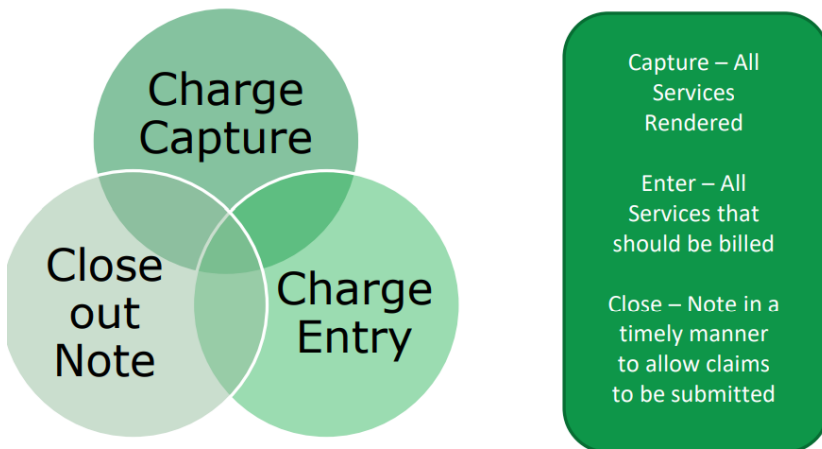 Charge
Capture
Close
out
Note
Charge
Entry
Capture – All
Services
Rendered
Enter – All
Services that
should be billed
Close – Note in a
timely manner
to allow claims
to be submitted